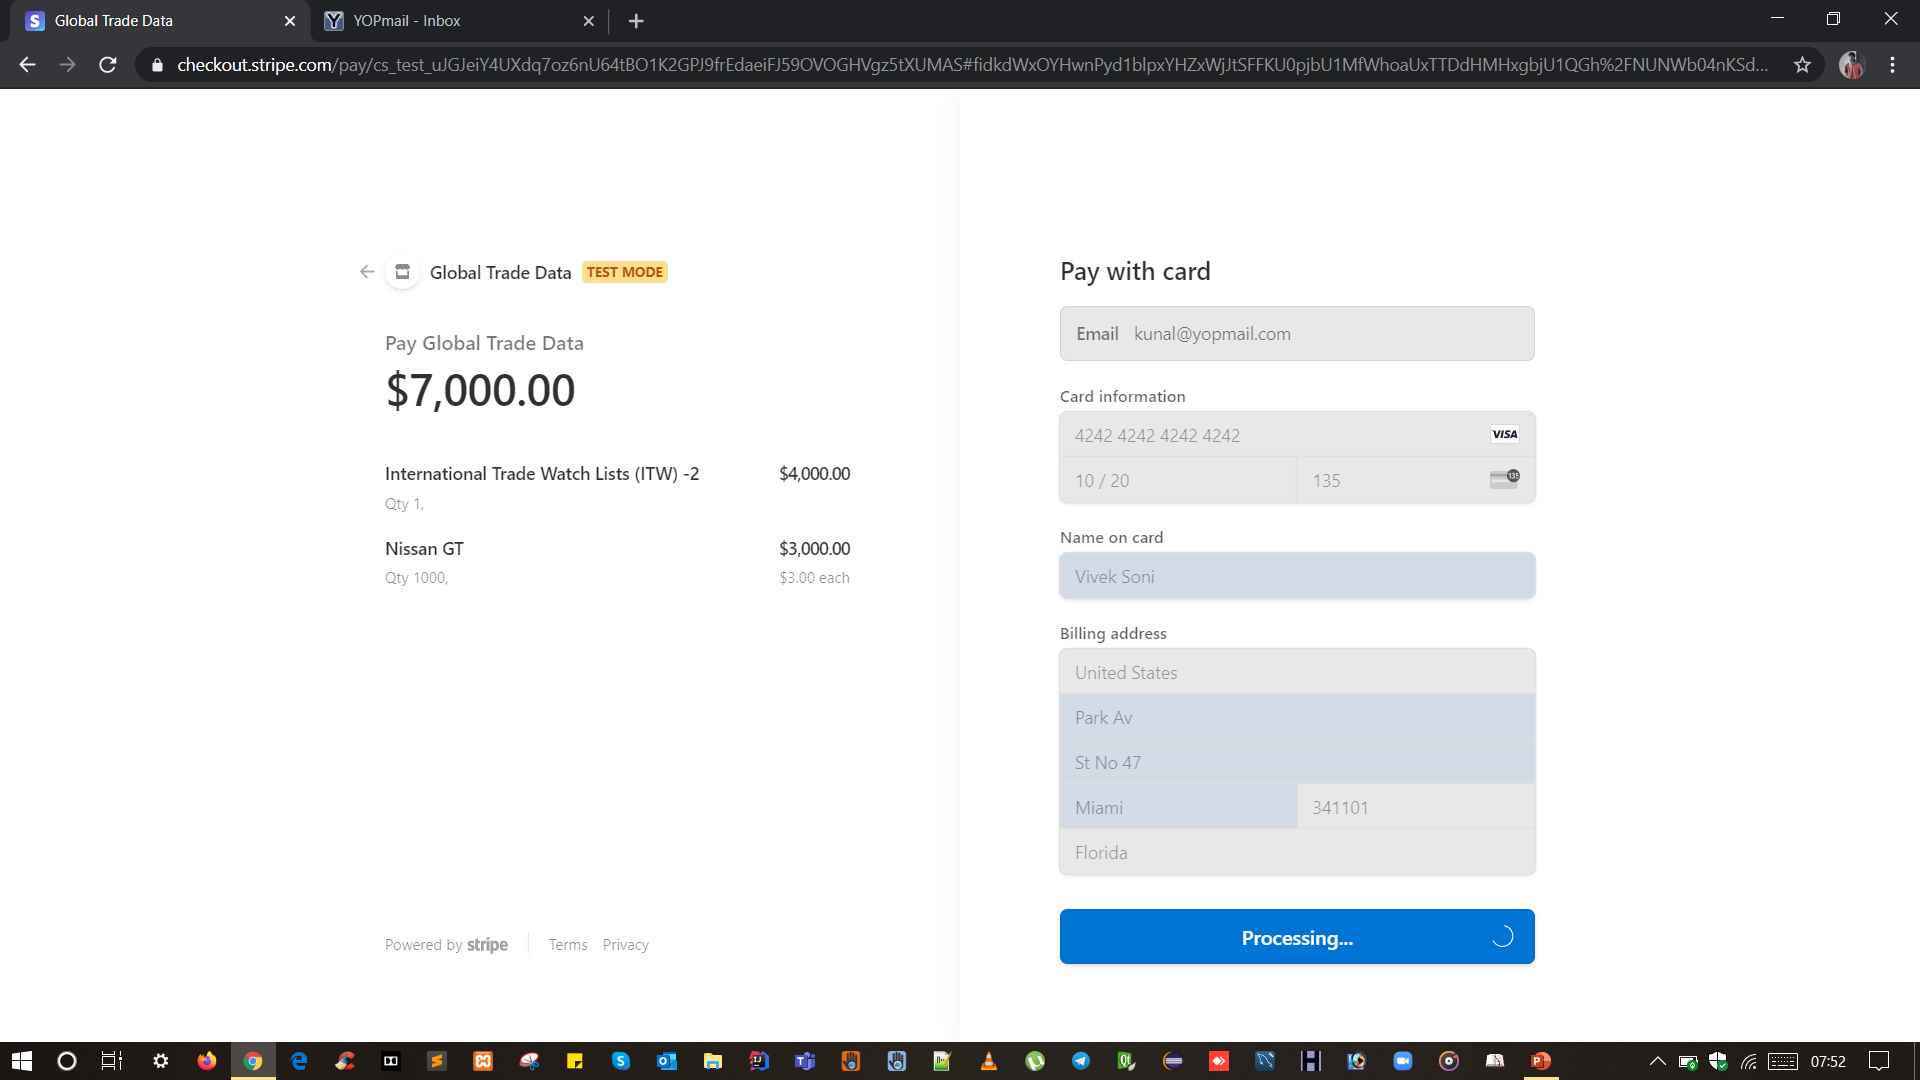 Global Trade Data
YOPmail - Inbox
checkout.stripe.com/pay/cs_test_uJGJeiY4UXdq7oz6nU64tBO1K2GPJ9frEdaeiFJ59OVOGHVgz5tXUMAS#fidkdWxOYHwnPyd1blpxYHZxWjJtSFFKU0pjbU1MfWhoaUxTTDdHMHxgbjU1QGh%2FNUNWb04nKSd...
Global Trade Data TEST MODE
Pay Global Trade Data
$7,000.00
International Trade Watch Lists (ITW) -2 $4,000.00
Qty 1,
Nissan GT $3,000.00
Qty 1000, $3.00 each
Powered by stripe Terms Privacy
Pay with card
Email kunal@yopmail.com
Card information
4242 4242 4242 4242 VISA
10 / 20 135 135
Name on card
Vivek Soni
Billing address
United States
Park Av
St No 47
Miami 341101
Florida
Processing...
07:52